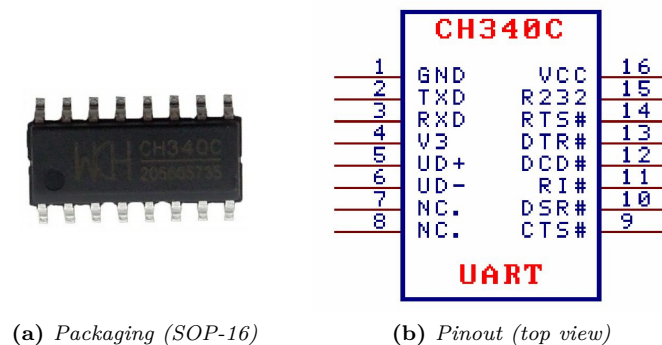 WCH CH340C
205665735
(a) Packaging (SOP-16)
CH340C
1 GND VCC 16
2 TXD R232 15
3 RXD RTS# 14
4 V3 DTR# 13
5 UD+ DCD# 12
6 UD- RI# 11
7 NC. DSR# 10
8 NC. CTS# 9
UART
(b) Pinout (top view)